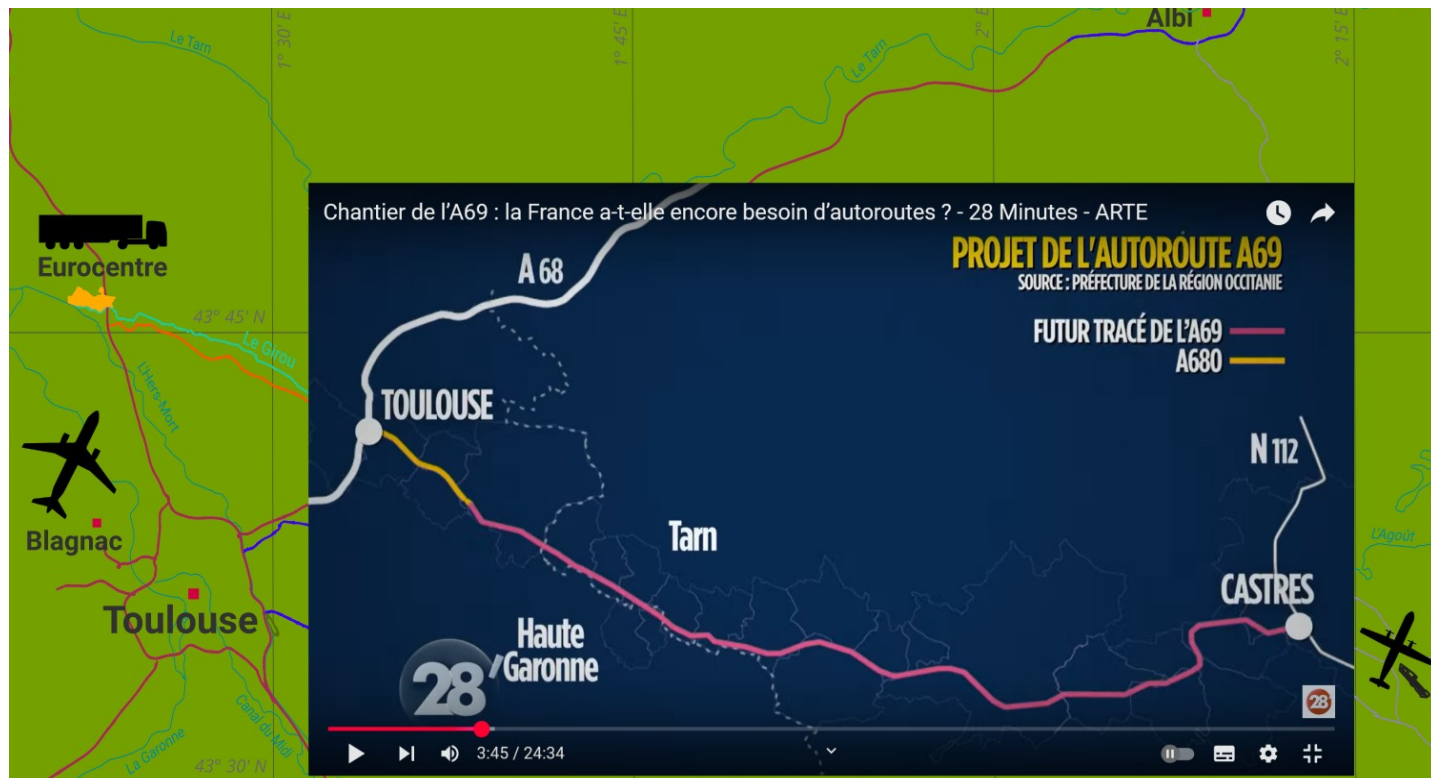 Albi
Le Tarn
1° 30' E
1° 45' E
2° E
2° 15' E
Le Tarn
Chantier de l'A69 : la France a-t-elle encore besoin d'autoroutes ? - 28 Minutes - ARTE
PROJET DE L'AUTOROUTE A69
SOURCE : PRÉFECTURE DE LA RÉGION OCCITANIE
A 68
Eurocentre
43° 45' N
Le Girou
FUTUR TRACÉ DE L'A69
A680
L'Hers-Mort
TOULOUSE
N 112
Tarn
Blagnac
L'Agoût
Toulouse
CASTRES
Haute
Garonne
28
28
Canal du Midi
La Garonne
43° 30' N
3:45 / 24:34